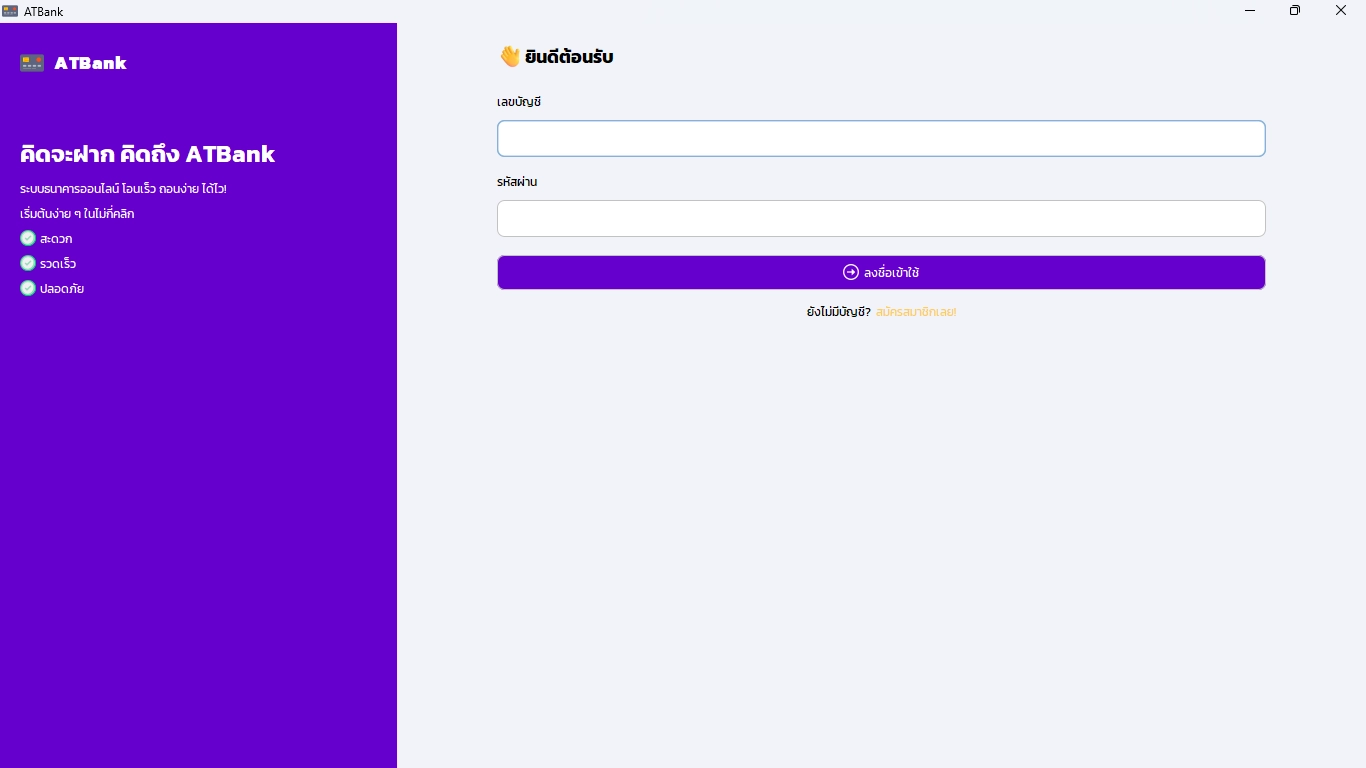 ATBank
ATBank
คิดจะฝาก คิดถึง ATBank
ระบบธนาคารออนไลน์ โอนเร็ว ถอนง่าย ได้ไว!
เริ่มต้นง่าย ๆ ในไม่กี่คลิก
สะดวก
รวดเร็ว
ปลอดภัย
ยินดีต้อนรับ
เลขบัญชี
รหัสผ่าน
ลงชื่อเข้าใช้
ยังไม่มีบัญชี? สมัครสมาชิกเลย!